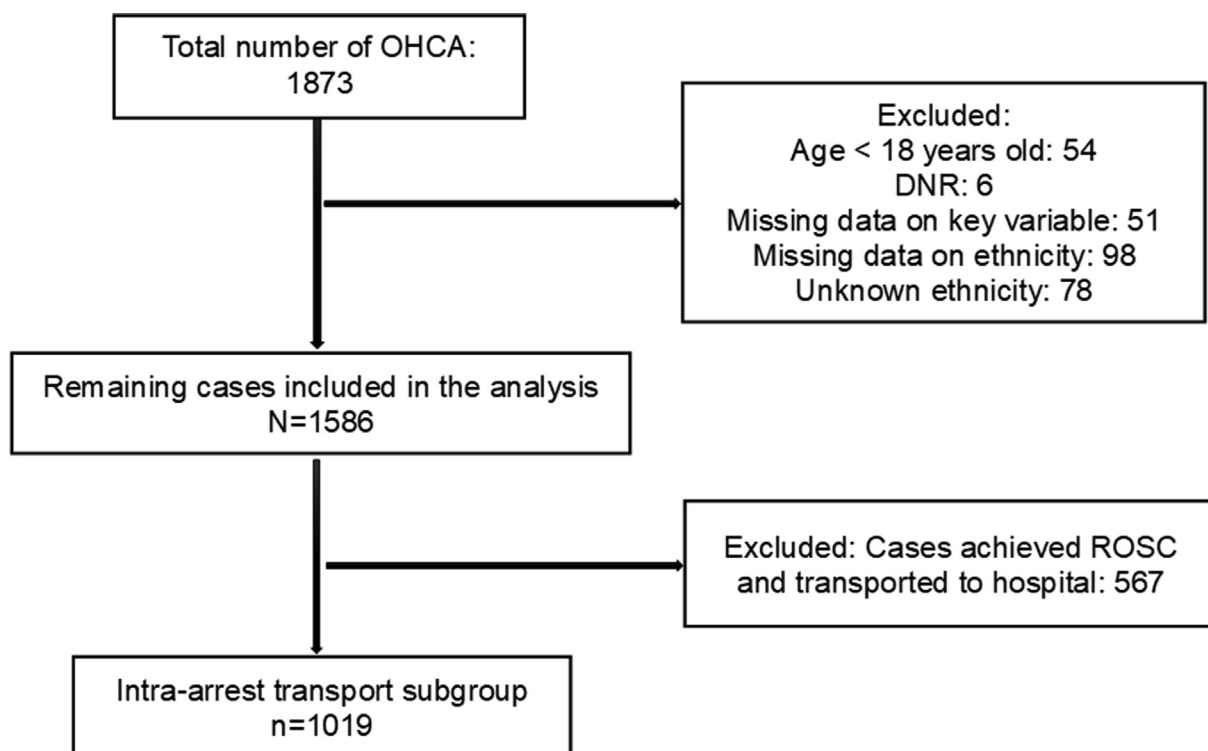 Total number of OHCA:
1873
Excluded:
Age < 18 years old: 54
DNR: 6
Missing data on key variable: 51
Missing data on ethnicity: 98
Unknown ethnicity: 78
Remaining cases included in the analysis
N=1586
Excluded: Cases achieved ROSC
and transported to hospital: 567
Intra-arrest transport subgroup
n=1019